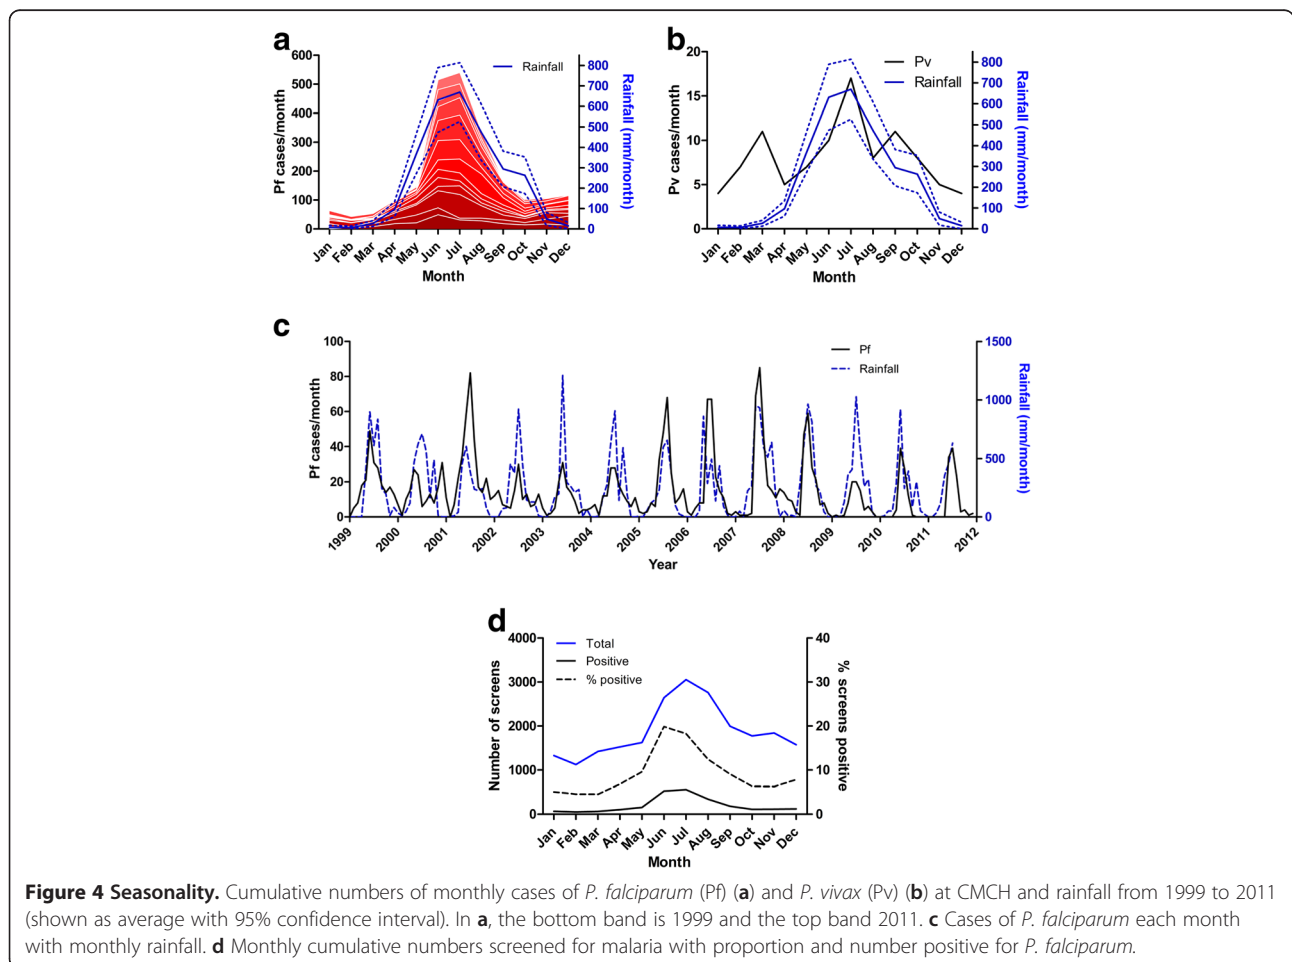 a
600
500
400
300
200
100
0
Pf cases/month
Rainfall
800
700
600
500
400
300
200
100
0
Rainfall (mm/month)
Jan Feb Mar Apr May Jun Jul Aug Sep Oct Nov Dec
Month
b
20
15
10
5
0
Pv cases/month
Pv
Rainfall
800
700
600
500
400
300
200
100
0
Rainfall (mm/month)
Jan Feb Mar Apr May Jun Jul Aug Sep Oct Nov Dec
Month
c
100
80
60
40
20
0
Pf cases/month
Pf
Rainfall
1500
1000
500
0
Rainfall (mm/month)
1999 2000 2001 2002 2003 2004 2005 2006 2007 2008 2009 2010 2011 2012
Year
d
4000
3000
2000
1000
0
Number of screens
Total
Positive
% positive
40
30
20
10
0
% screens positive
Jan Feb Mar Apr May Jun Jul Aug Sep Oct Nov Dec
Month
Figure 4 Seasonality. Cumulative numbers of monthly cases of P. falciparum (Pf) (a) and P. vivax (Pv) (b) at CMCH and rainfall from 1999 to 2011
(shown as average with 95% confidence interval). In a, the bottom band is 1999 and the top band 2011. c Cases of P. falciparum each month
with monthly rainfall. d Monthly cumulative numbers screened for malaria with proportion and number positive for P. falciparum.